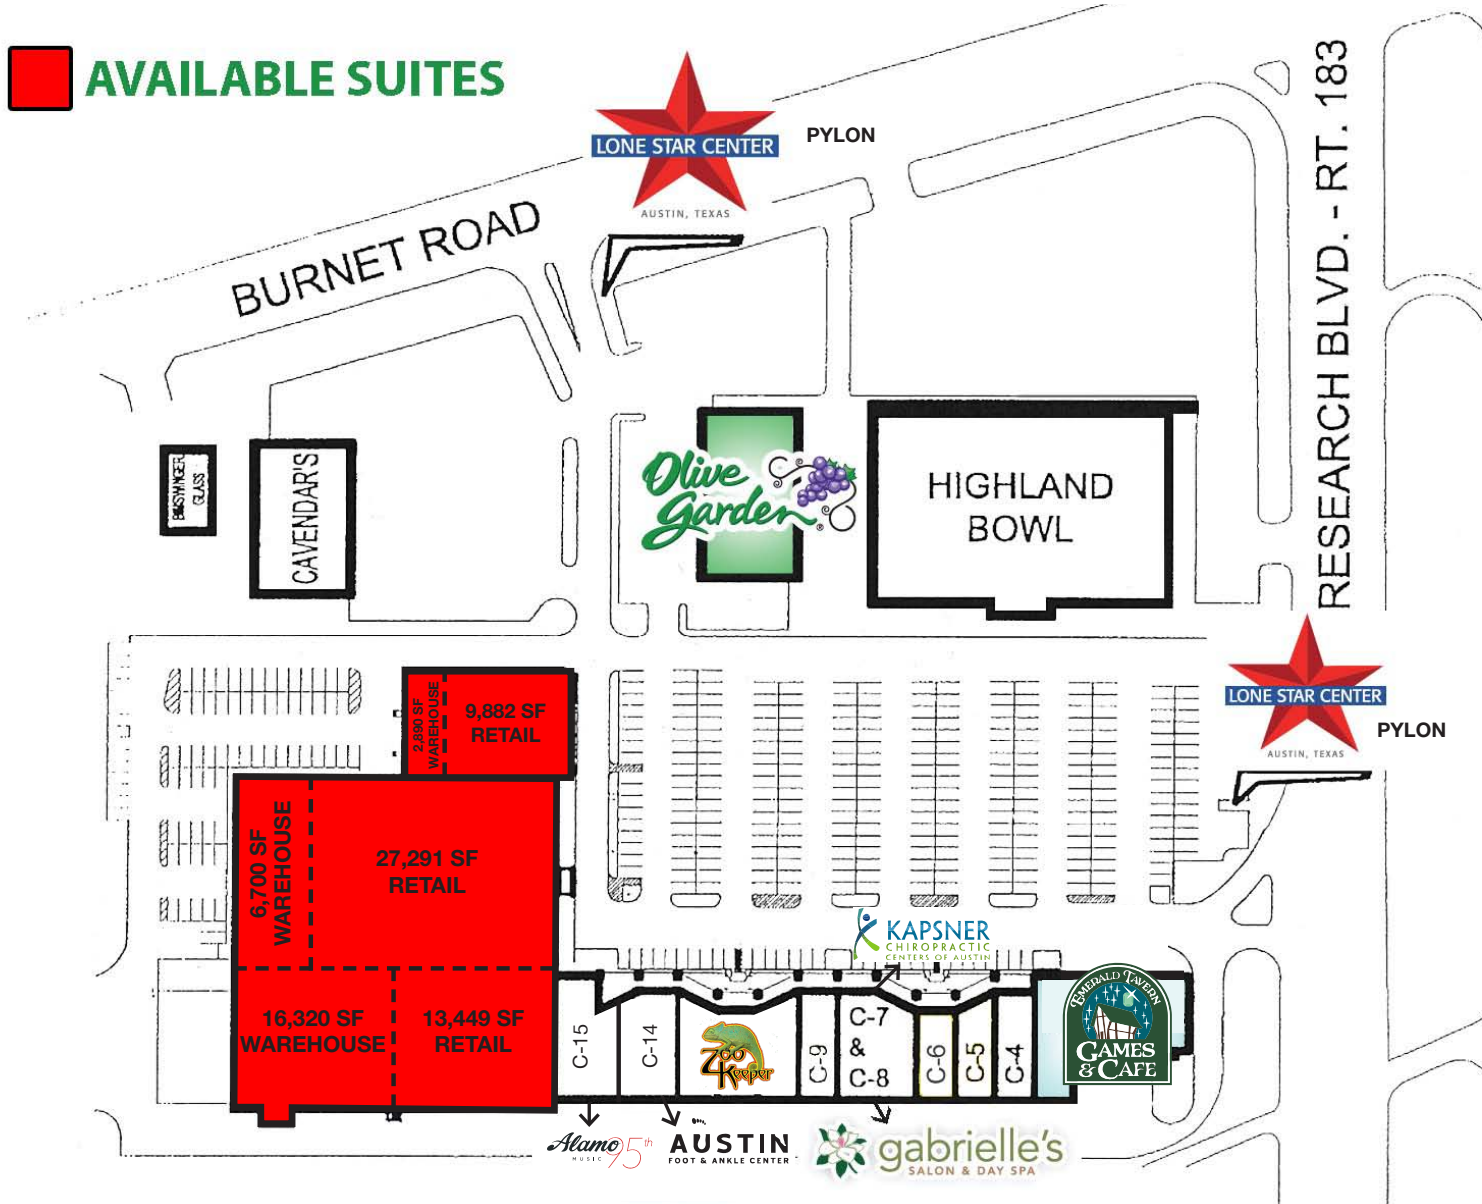 AVAILABLE SUITES
LONE STAR CENTER
AUSTIN, TEXAS
PYLON
BURNET ROAD
RESEARCH BLVD. - RT. 183
GLASS
CAVENDAR'S
Olive
Garden
HIGHLAND
BOWL
LONE STAR CENTER
AUSTIN, TEXAS
PYLON
2,890 SF
WAREHOUSE
9,882 SF
RETAIL
6,700 SF
WAREHOUSE
27,291 SF
RETAIL
16,320 SF
WAREHOUSE
13,449 SF
RETAIL
KAPSNER
CHIROPRACTIC
CENTERS OF AUSTIN
C-15
C-14
Zoo
Keeper
C-9
C-7
&
C-8
C-6
C-5
C-4
EMERALD TAVERN
GAMES
& CAFE
Alamo 95th
MUSIC
AUSTIN
FOOT & ANKLE CENTER
gabrielle's
SALON & DAY SPA